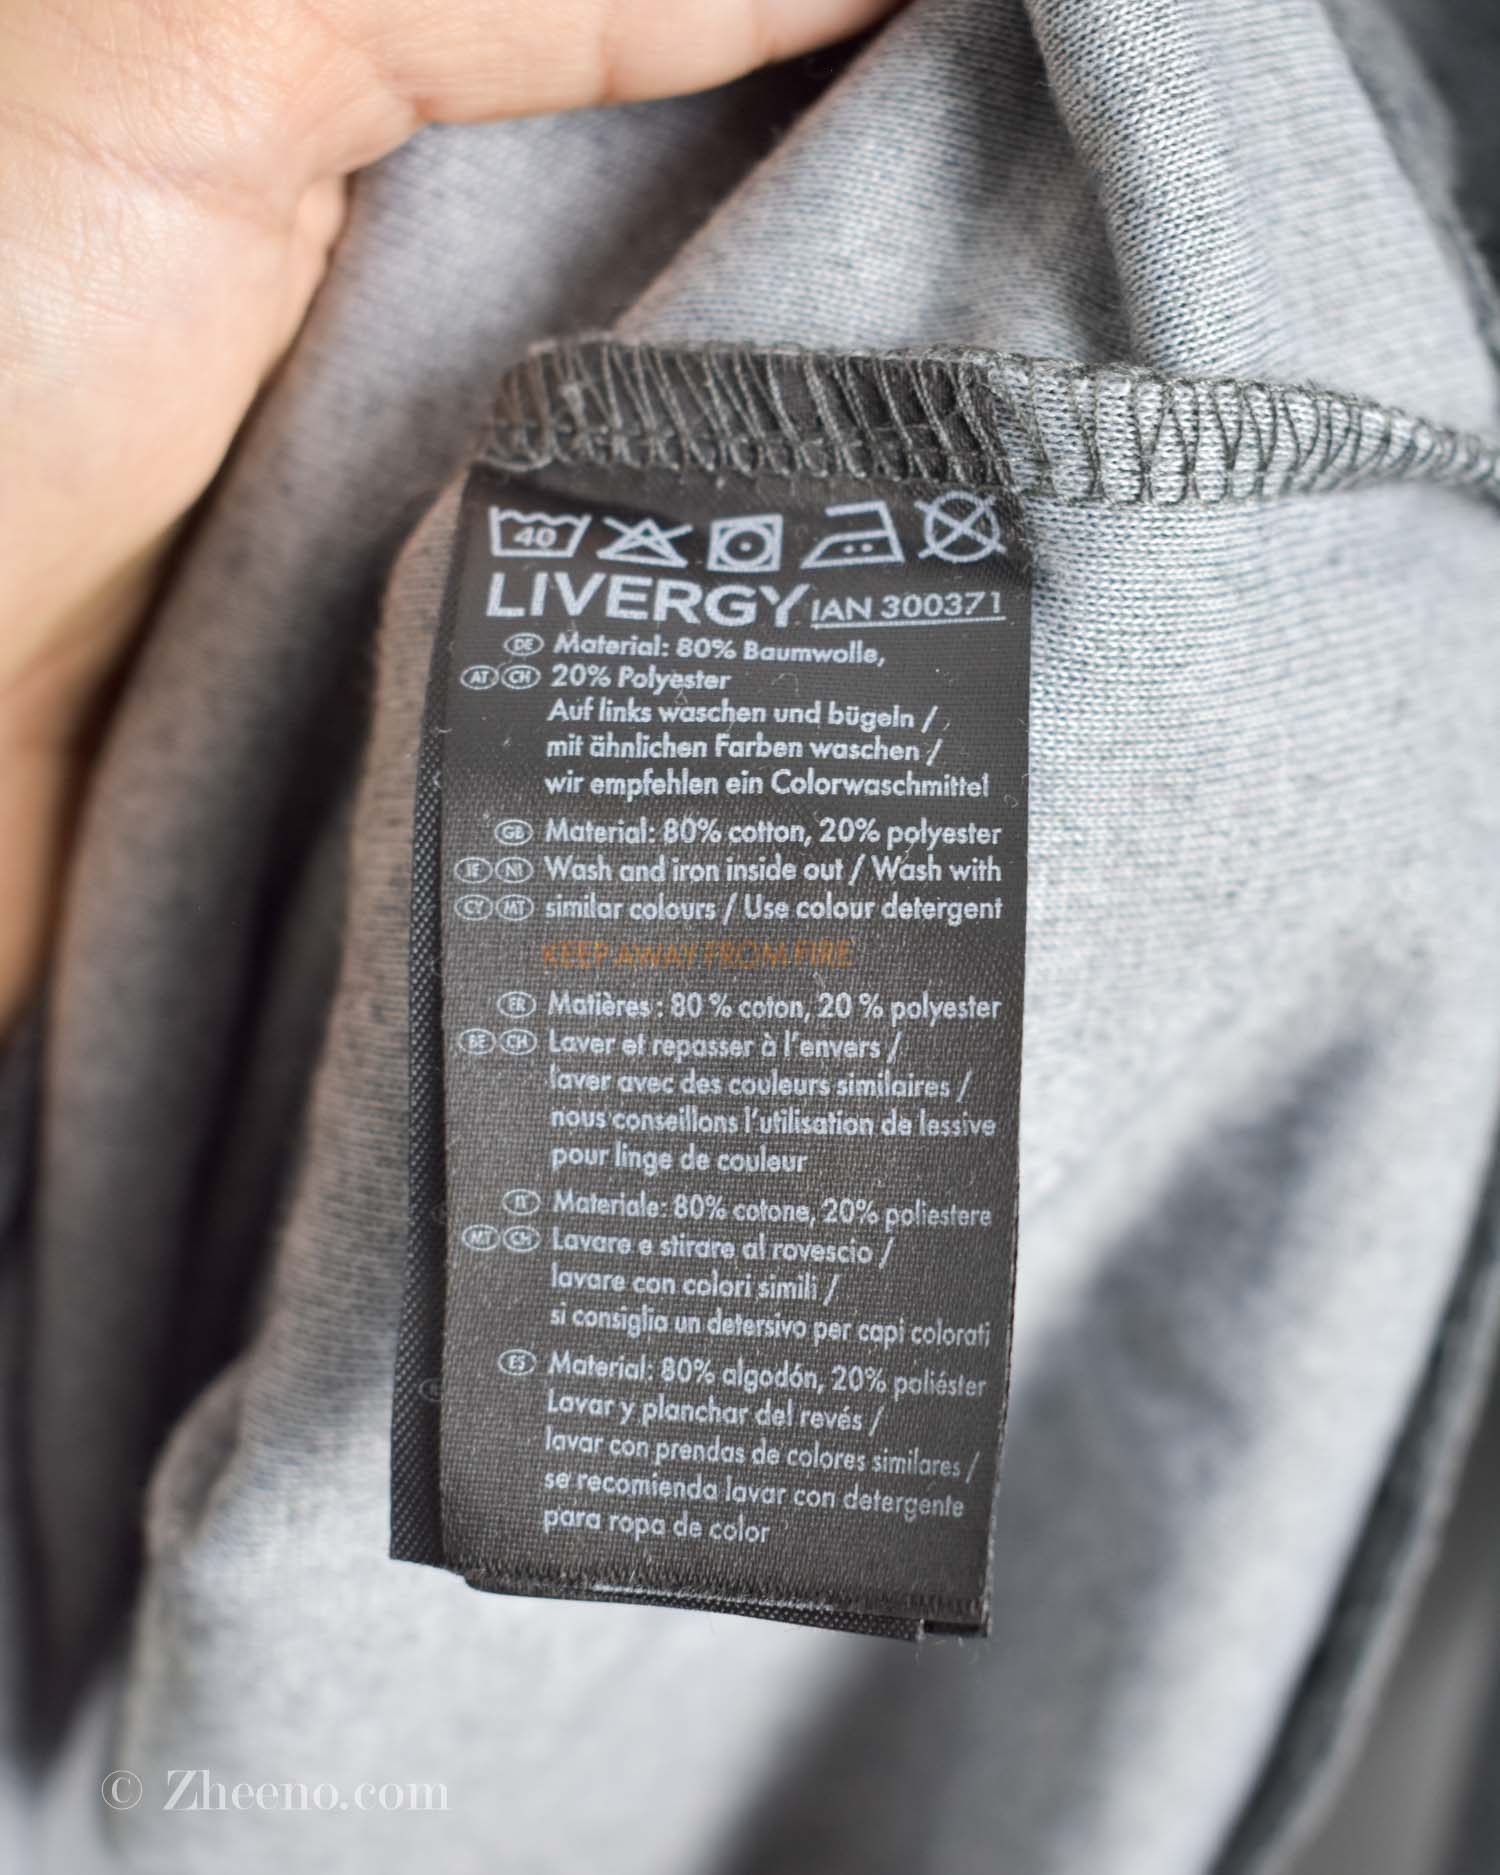 40
LIVERGY IAN 300371
DE Material: 80% Baumwolle,
AT CH 20% Polyester
Auf links waschen und bügeln /
mit ähnlichen Farben waschen /
wir empfehlen ein Colorwaschmittel
GB Material: 80% cotton, 20% polyester
IE NI Wash and iron inside out / Wash with
CY MT similar colours / Use colour detergent
KEEP AWAY FROM FIRE
FR Matières : 80 % coton, 20 % polyester
BE CH Laver et repasser à l'envers /
laver avec des couleurs similaires /
nous conseillons l'utilisation de lessive
pour linge de couleur
IT Materiale: 80% cotone, 20% poliestere
MT CH Lavare e stirare al rovescio /
lavare con colori simili /
si consiglia un detersivo per capi colorati
ES Material: 80% algodón, 20% poliéster
Lavar y planchar del revés /
lavar con prendas de colores similares /
se recomienda lavar con detergente
para ropa de color
© Zheeno.com